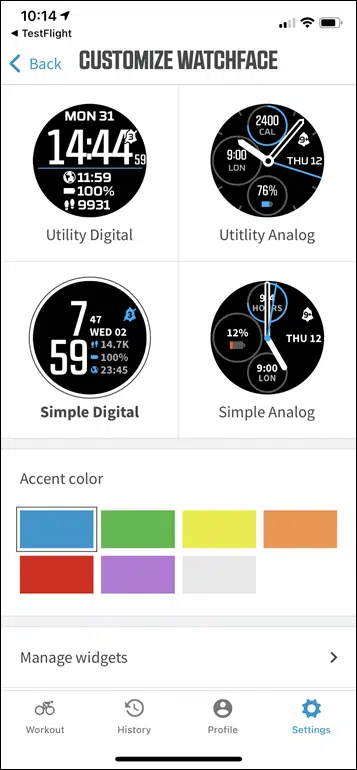 10:14
TestFlight
Back
CUSTOMIZE WATCHFACE
MON 31
3
14:44 59
11:59
100%
9931
Utility Digital
2400
CAL
9:00
LON
9+
THU 12
76%
Utitlity Analog
7 47
3
WED 02
59
14.7K
100%
23:45
Simple Digital
HOURS
9+
12%
THU 12
9:00
LON
Simple Analog
Accent color
Manage widgets
Workout
History
Profile
Settings